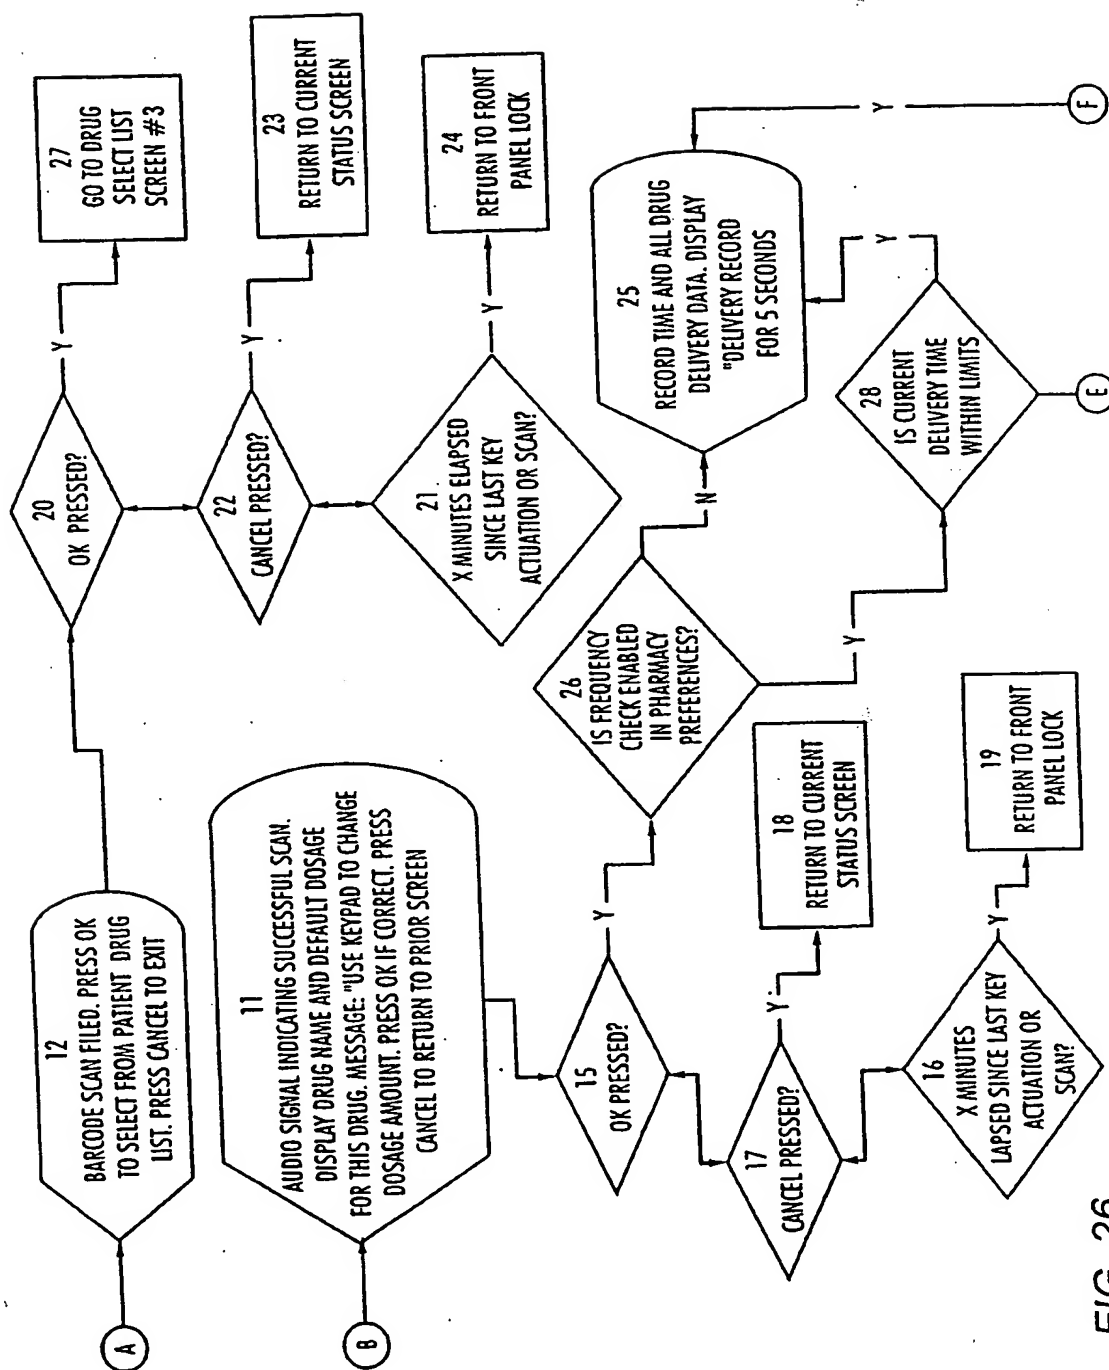 A
12
BARCODE SCAN FILED. PRESS OK
TO SELECT FROM PATIENT DRUG
LIST. PRESS CANCEL TO EXIT
20
OK PRESSED?
Y
27
GO TO DRUG
SELECT LIST
SCREEN #3
22
CANCEL PRESSED?
Y
23
RETURN TO CURRENT
STATUS SCREEN
21
X MINUTES ELAPSED
SINCE LAST KEY
ACTUATION OR SCAN?
Y
24
RETURN TO FRONT
PANEL LOCK
B
11
AUDIO SIGNAL INDICATING SUCCESSFUL SCAN.
DISPLAY DRUG NAME AND DEFAULT DOSAGE
FOR THIS DRUG. MESSAGE: "USE KEYPAD TO CHANGE
DOSAGE AMOUNT. PRESS OK IF CORRECT. PRESS
CANCEL TO RETURN TO PRIOR SCREEN
15
OK PRESSED?
Y
26
IS FREQUENCY
CHECK ENABLED
IN PHARMACY
PREFERENCES?
N
25
RECORD TIME AND ALL DRUG
DELIVERY DATA. DISPLAY
"DELIVERY RECORD
FOR 5 SECONDS
Y
F
Y
28
IS CURRENT
DELIVERY TIME
WITHIN LIMITS
Y
E
17
CANCEL PRESSED?
Y
18
RETURN TO CURRENT
STATUS SCREEN
16
X MINUTES
LAPSED SINCE LAST KEY
ACTUATION OR
SCAN?
Y
19
RETURN TO FRONT
PANEL LOCK
FIG. 26